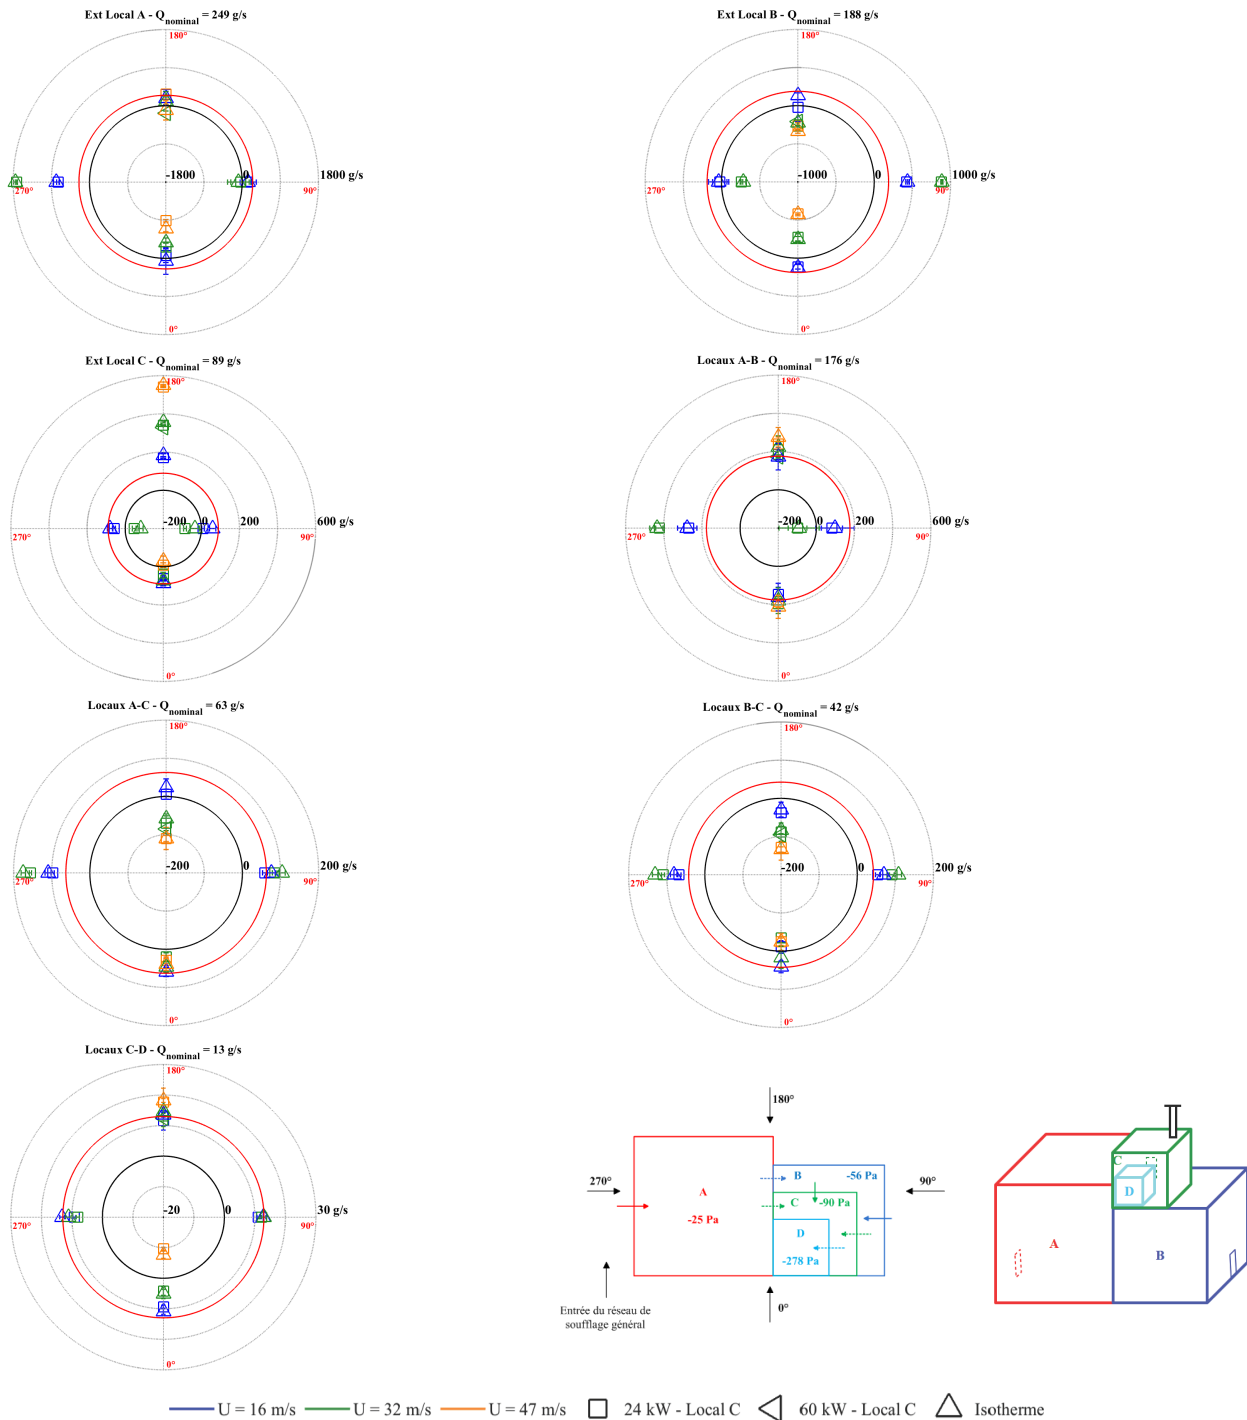 Ext Local A - Qnominal = 249 g/s
180°
270°
-1800
0
1800 g/s
90°
0°
Ext Local B - Qnominal = 188 g/s
180°
270°
-1000
0
1000 g/s
90°
0°
Ext Local C - Qnominal = 89 g/s
180°
270°
-200
0
200
600 g/s
90°
0°
Locaux A-B - Qnominal = 176 g/s
180°
270°
-200
0
200
600 g/s
90°
0°
Locaux A-C - Qnominal = 63 g/s
180°
270°
-200
0
200 g/s
90°
0°
Locaux B-C - Qnominal = 42 g/s
180°
270°
-200
0
200 g/s
90°
0°
Locaux C-D - Qnominal = 13 g/s
180°
270°
-20
0
30 g/s
90°
0°
180°
270°
90°
0°
A
-25 Pa
B
-56 Pa
C
-90 Pa
D
-278 Pa
Entrée du réseau de
soufflage général
C
D
A
B
U = 16 m/s U = 32 m/s U = 47 m/s 24 kW - Local C 60 kW - Local C Isotherme